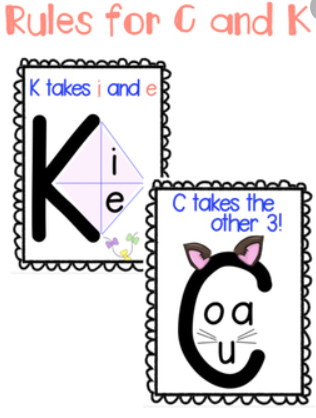 Rules for C and K
K takes i and e
K
i
e
C takes the
other 3!
C
o a
u